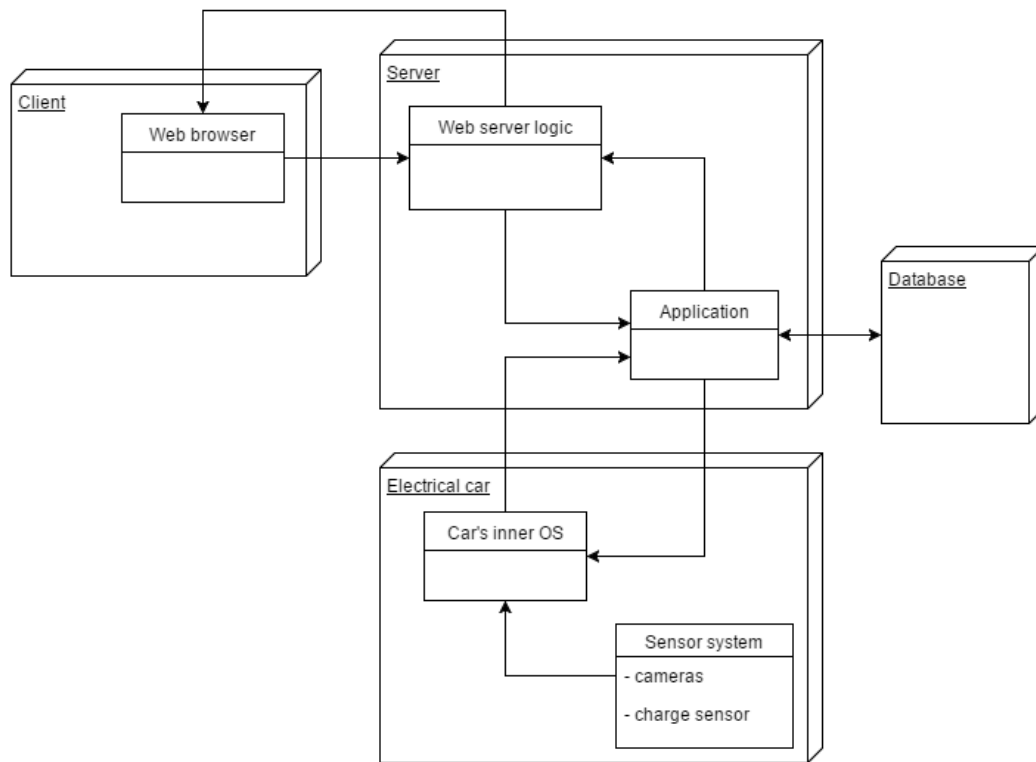 Client
Web browser
Server
Web server logic
Application
Database
Electrical car
Car's inner OS
Sensor system
- cameras
- charge sensor